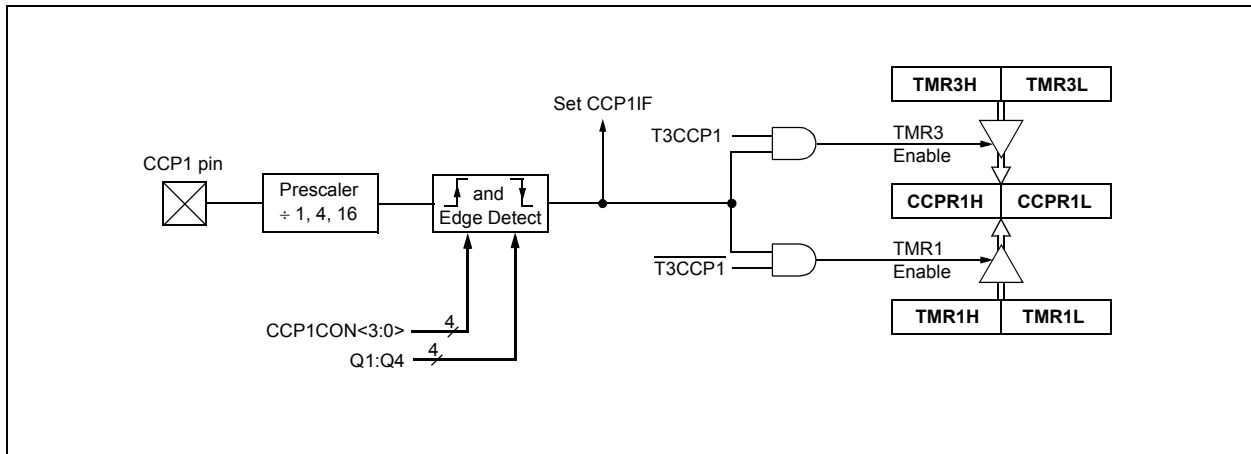 TMR3H TMR3L
Set CCP1IF
T3CCP1
TMR3
Enable
CCP1 pin
Prescaler
÷ 1, 4, 16
and
Edge Detect
CCPR1H CCPR1L
T3CCP1
TMR1
Enable
TMR1H TMR1L
CCP1CON<3:0>
4
Q1:Q4
4